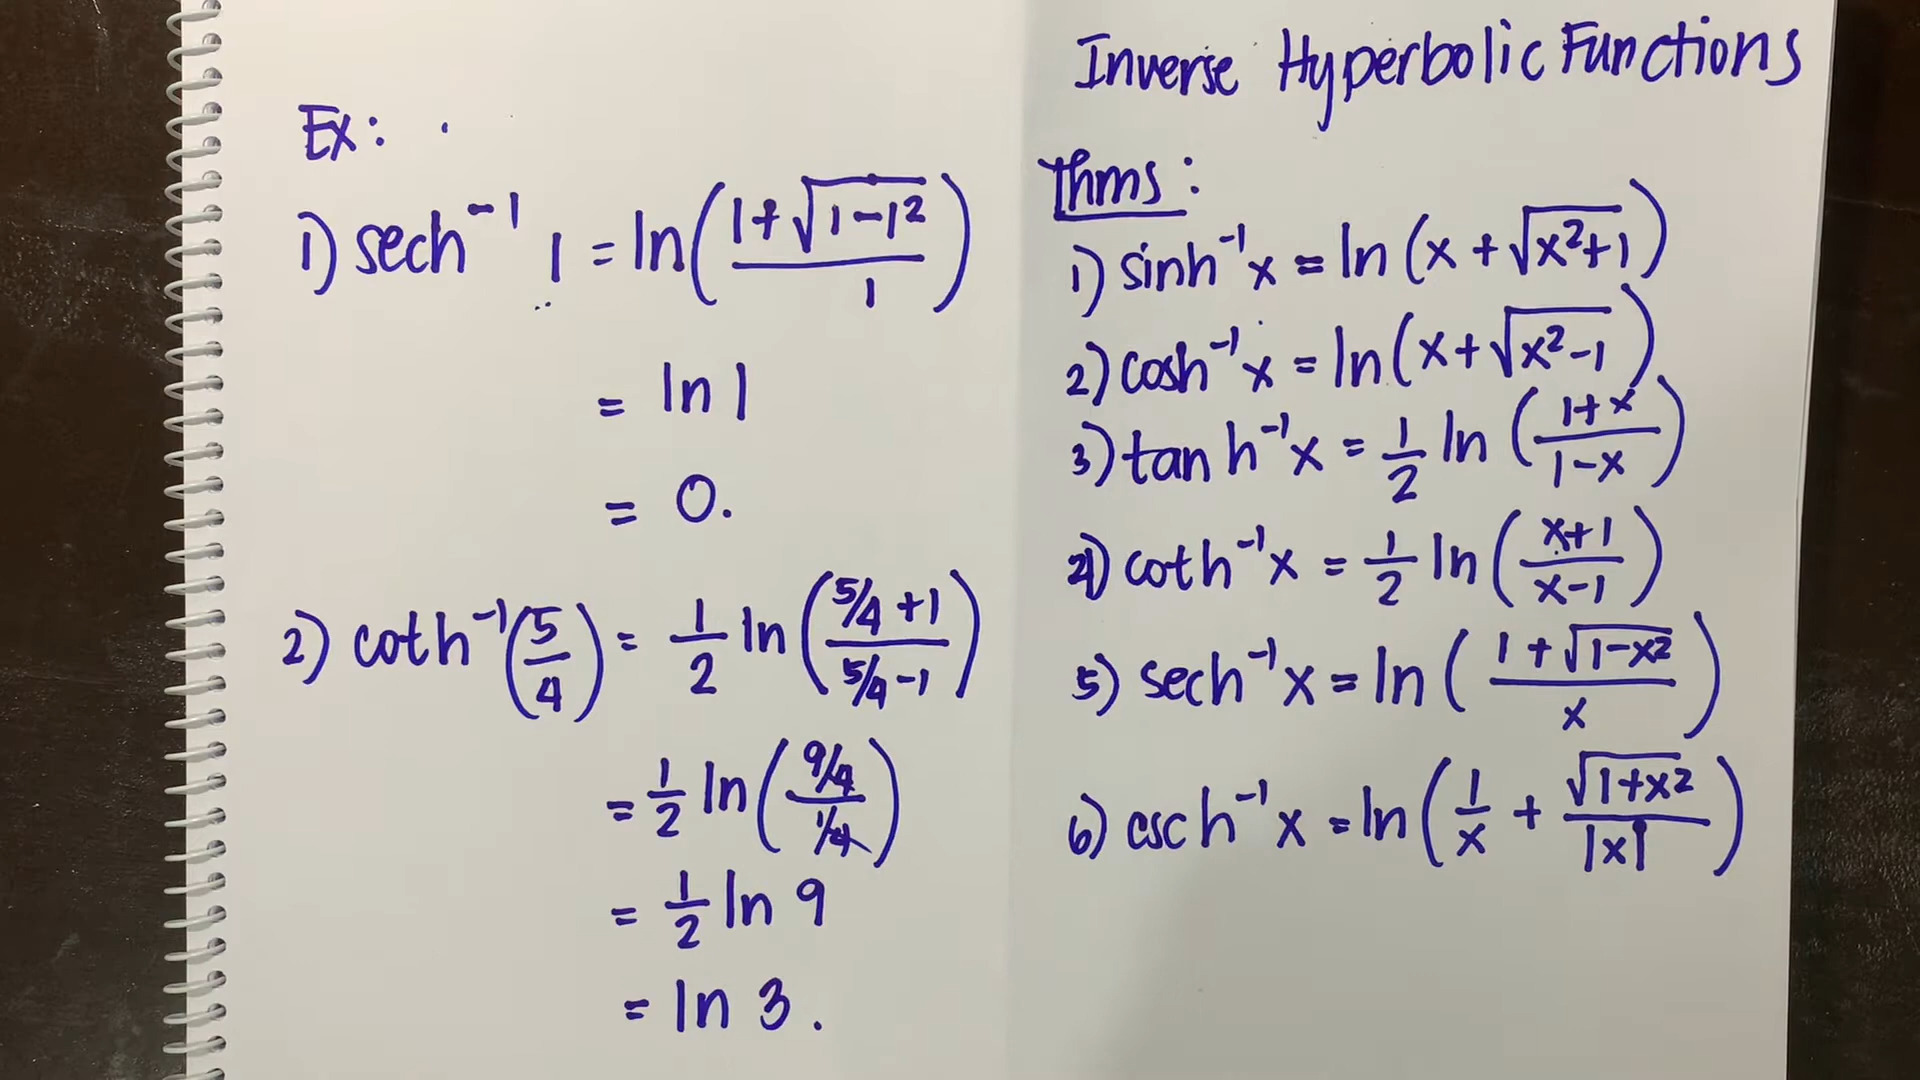 Ex:
1) sech⁻¹ 1 = ln((1+√(1-1²))/1)
= ln 1
= 0.
2) coth⁻¹(5/4) = 1/2 ln((5/4+1)/(5/4-1))
= 1/2 ln((9/4)/(1/4))
= 1/2 ln 9
= ln 3.
Inverse Hyperbolic Functions
Thms:
1) sinh⁻¹x = ln(x+√(x²+1))
2) cosh⁻¹x = ln(x+√(x²-1))
3) tanh⁻¹x = 1/2 ln((1+x)/(1-x))
4) coth⁻¹x = 1/2 ln((x+1)/(x-1))
5) sech⁻¹x = ln((1+√(1-x²))/x)
6) csch⁻¹x = ln(1/x + √(1+x²)/|x|)